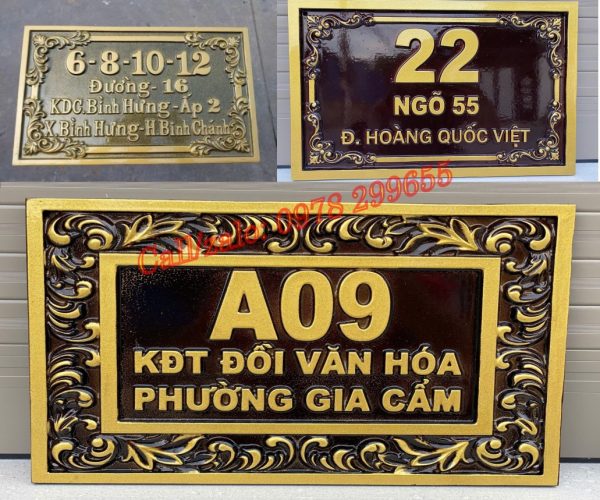 6-8-10-12
Đường-16
KDC Bình Hưng-Ấp 2
X.Bình Hưng-H.Bình Chánh
22
NGÕ 55
Đ. HOÀNG QUỐC VIỆT
Call/zalo: 0978 299655
A09
KĐT ĐỒI VĂN HÓA
PHƯỜNG GIA CẨM